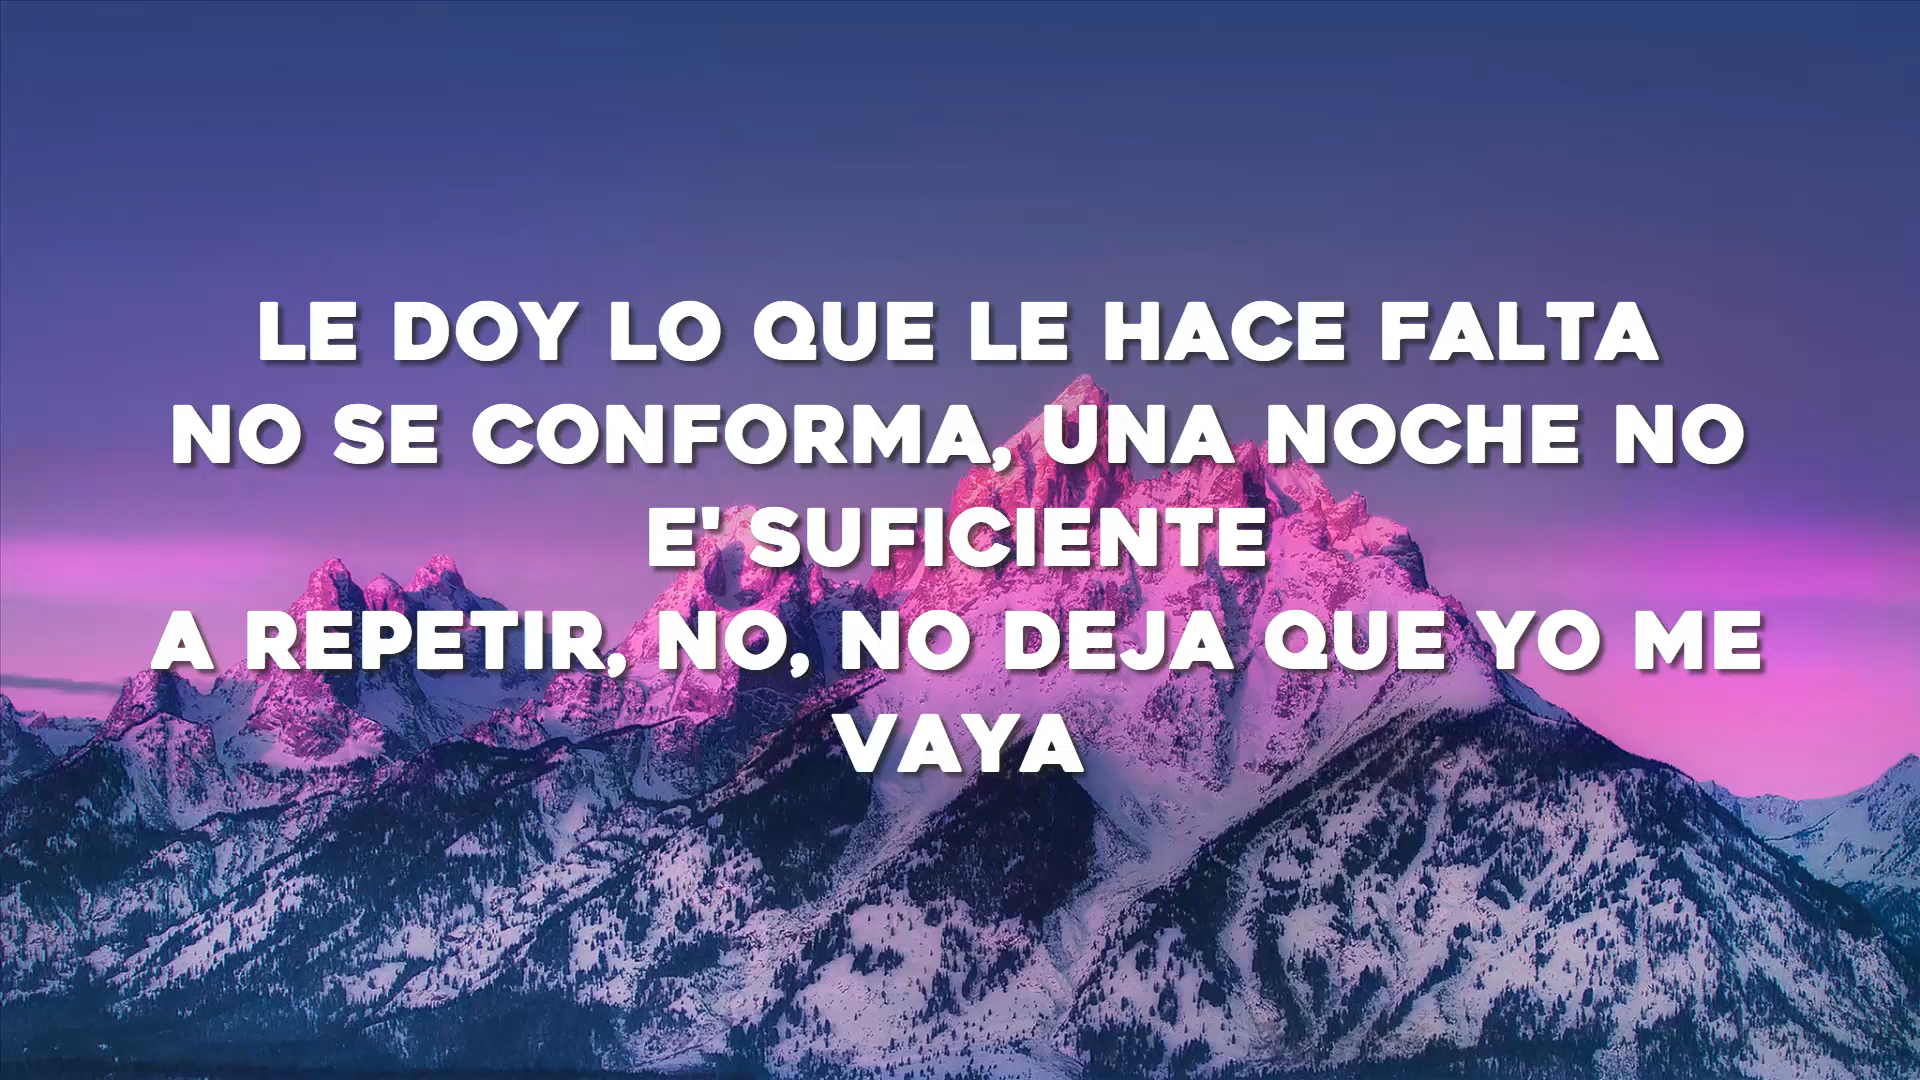 LE DOY LO QUE LE HACE FALTA
NO SE CONFORMA, UNA NOCHE NO
E' SUFICIENTE
A REPETIR, NO, NO DEJA QUE YO ME
VAYA